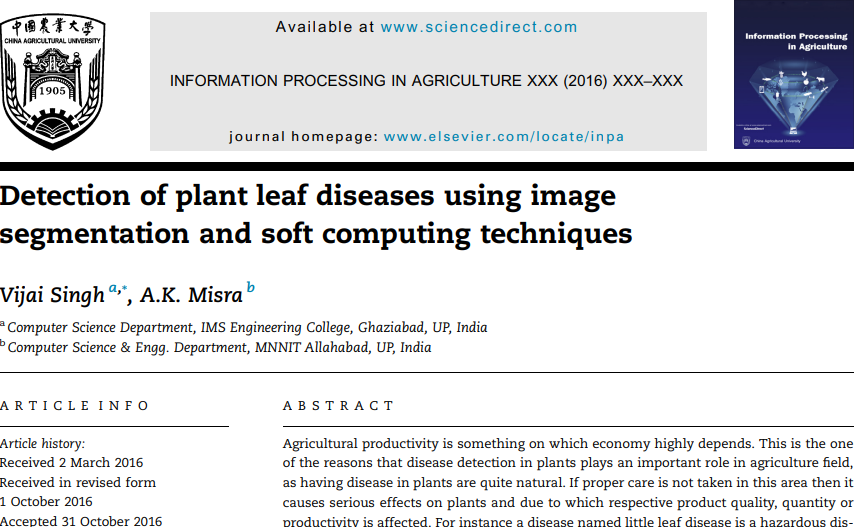 中國農業大學
CHINA AGRICULTURAL UNIVERSITY
1905
Available at www.sciencedirect.com
INFORMATION PROCESSING IN AGRICULTURE XXX (2016) XXX–XXX
journal homepage: www.elsevier.com/locate/inpa
Information Processing
in Agriculture
ScienceDirect
China Agricultural University
Detection of plant leaf diseases using image
segmentation and soft computing techniques
Vijai Singh a,*, A.K. Misra b
a Computer Science Department, IMS Engineering College, Ghaziabad, UP, India
b Computer Science & Engg. Department, MNNIT Allahabad, UP, India
ARTICLE INFO
Article history:
Received 2 March 2016
Received in revised form
1 October 2016
Accepted 31 October 2016
ABSTRACT
Agricultural productivity is something on which economy highly depends. This is the one
of the reasons that disease detection in plants plays an important role in agriculture field,
as having disease in plants are quite natural. If proper care is not taken in this area then it
causes serious effects on plants and due to which respective product quality, quantity or
productivity is affected. For instance a disease named little leaf disease is a hazardous dis-